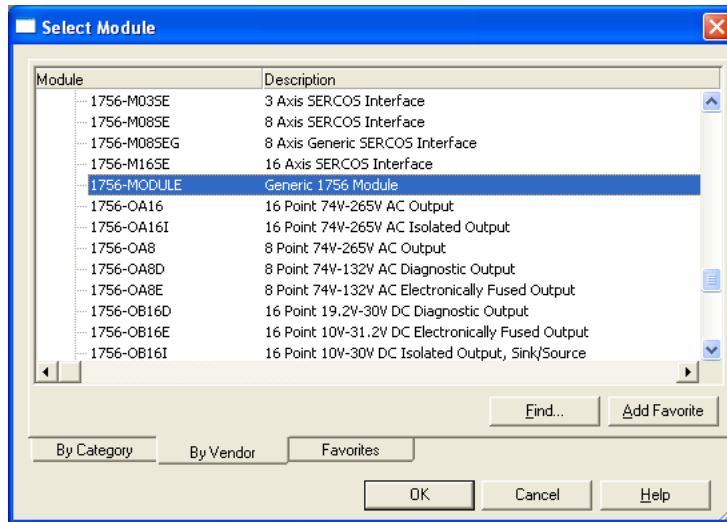 Select Module
Module Description
1756-M03SE 3 Axis SERCOS Interface
1756-M08SE 8 Axis SERCOS Interface
1756-M08SEG 8 Axis Generic SERCOS Interface
1756-M16SE 16 Axis SERCOS Interface
1756-MODULE Generic 1756 Module
1756-OA16 16 Point 74V-265V AC Output
1756-OA16I 16 Point 74V-265V AC Isolated Output
1756-OA8 8 Point 74V-265V AC Output
1756-OA8D 8 Point 74V-132V AC Diagnostic Output
1756-OA8E 8 Point 74V-132V AC Electronically Fused Output
1756-OB16D 16 Point 19.2V-30V DC Diagnostic Output
1756-OB16E 16 Point 10V-31.2V DC Electronically Fused Output
1756-OB16I 16 Point 10V-30V DC Isolated Output, Sink/Source
Find... Add Favorite
By Category By Vendor Favorites
OK Cancel Help